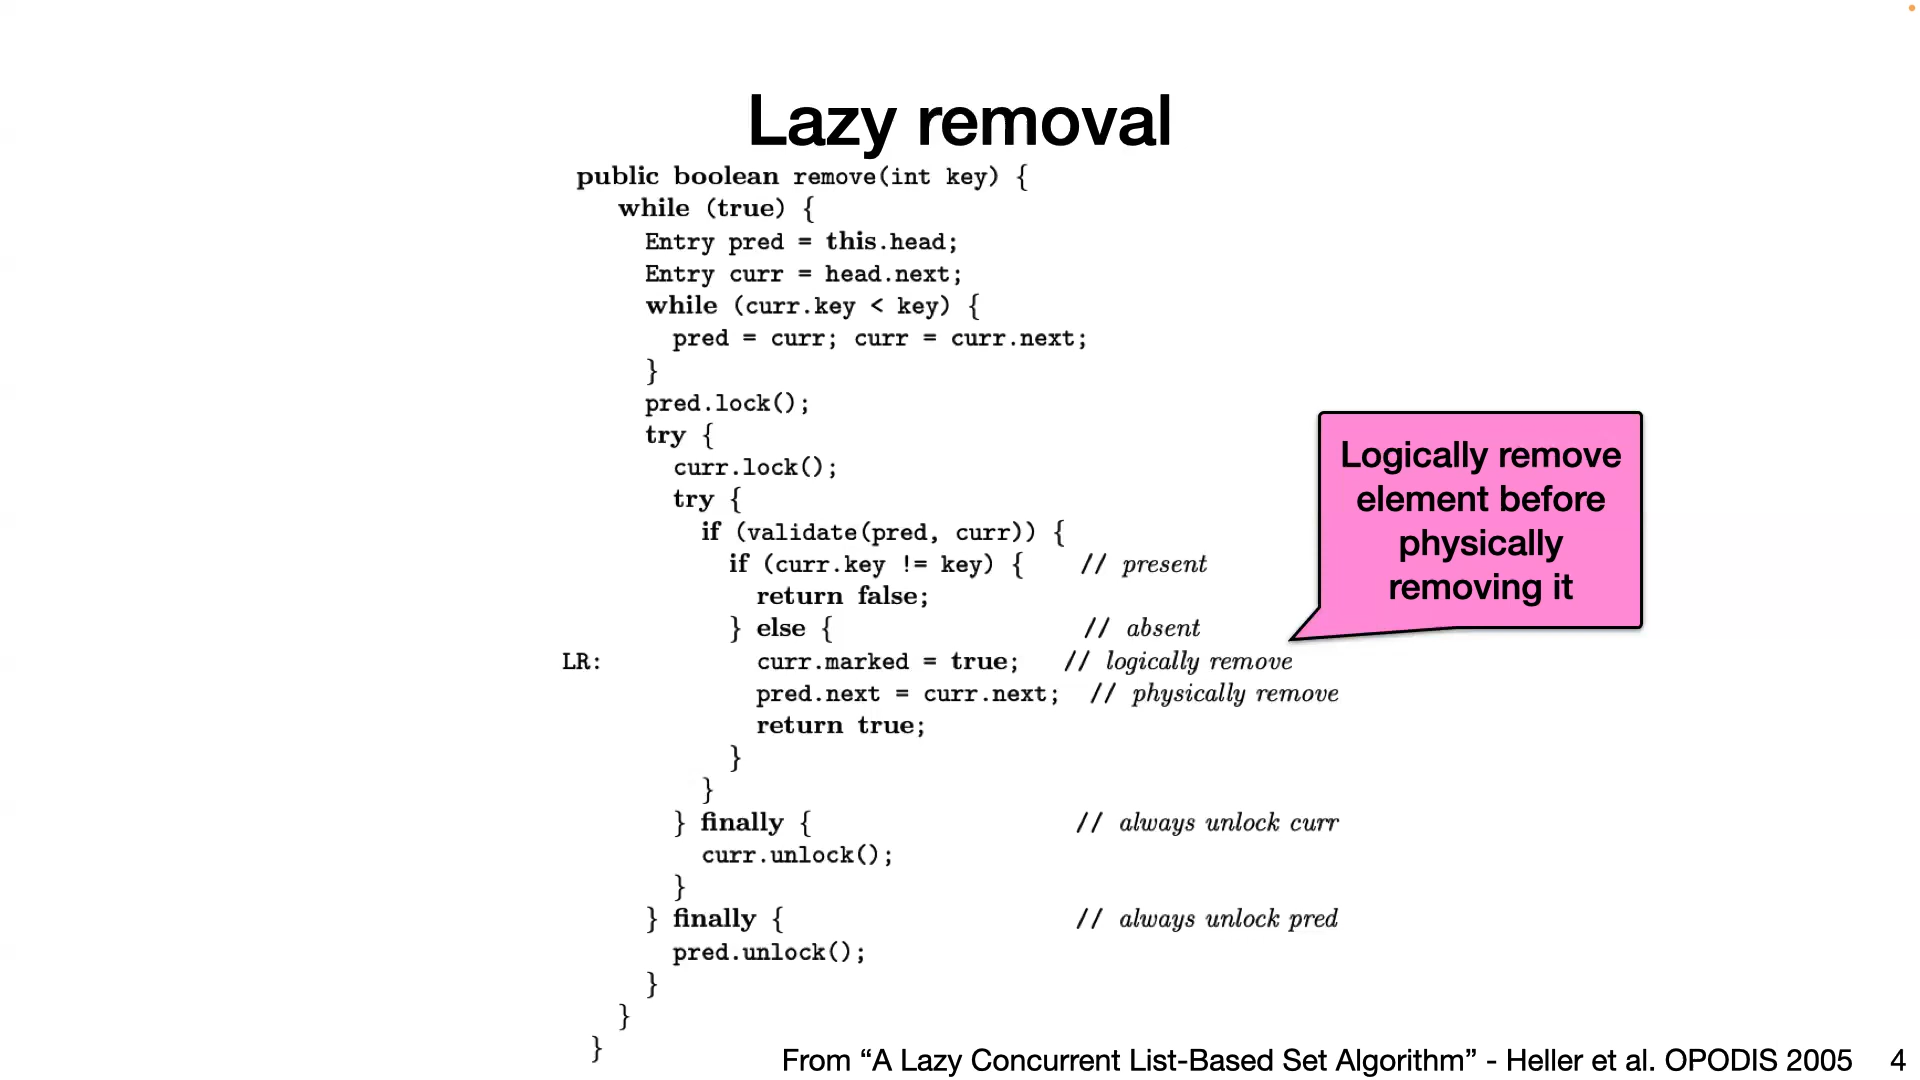 Lazy removal
public boolean remove(int key) {
while (true) {
Entry pred = this.head;
Entry curr = head.next;
while (curr.key < key) {
pred = curr; curr = curr.next;
}
pred.lock();
try {
curr.lock();
try {
if (validate(pred, curr)) {
if (curr.key != key) { // present
return false;
} else { // absent
LR: curr.marked = true; // logically remove
pred.next = curr.next; // physically remove
return true;
}
}
} finally { // always unlock curr
curr.unlock();
}
} finally { // always unlock pred
pred.unlock();
}
}
}
Logically remove
element before
physically
removing it
From “A Lazy Concurrent List-Based Set Algorithm” - Heller et al. OPODIS 2005 4